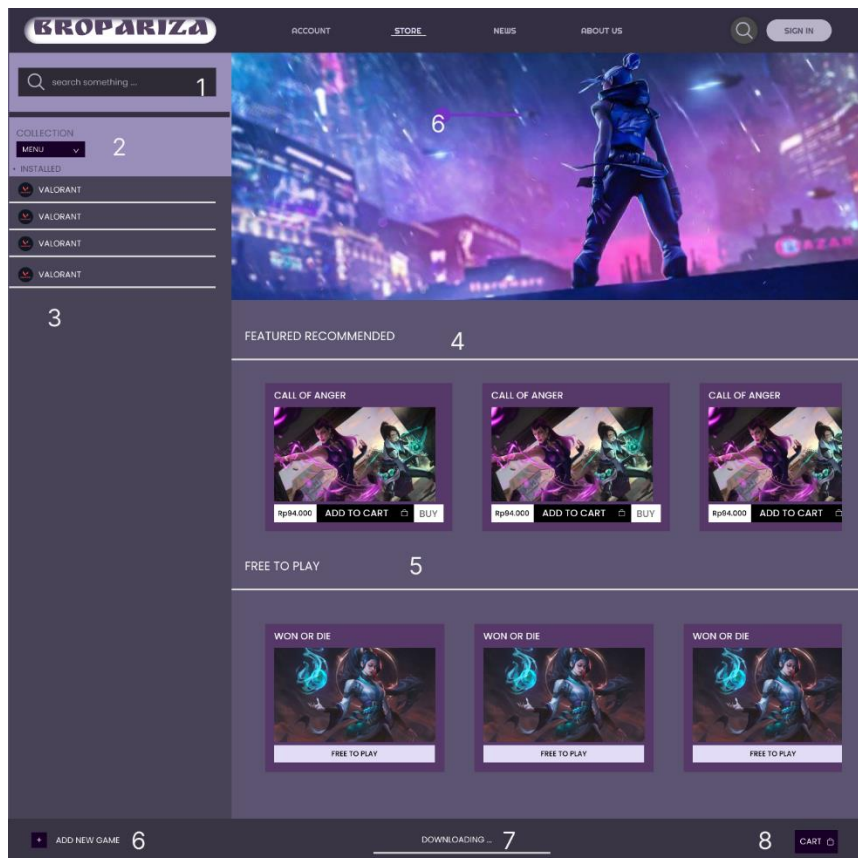 BROPARIZA
ACCOUNT STORE NEWS ABOUT US SIGN IN
search something ... 1
COLLECTION
MENU 2
• INSTALLED
VALORANT
VALORANT
VALORANT
VALORANT
3
6
BAZAR
Hardware
FEATURED RECOMMENDED 4
CALL OF ANGER CALL OF ANGER CALL OF ANGER
Rp94.000 ADD TO CART BUY Rp94.000 ADD TO CART BUY Rp94.000 ADD TO CART
FREE TO PLAY 5
WON OR DIE WON OR DIE WON OR DIE
FREE TO PLAY FREE TO PLAY FREE TO PLAY
+ ADD NEW GAME 6 DOWNLOADING ... 7 8 CART